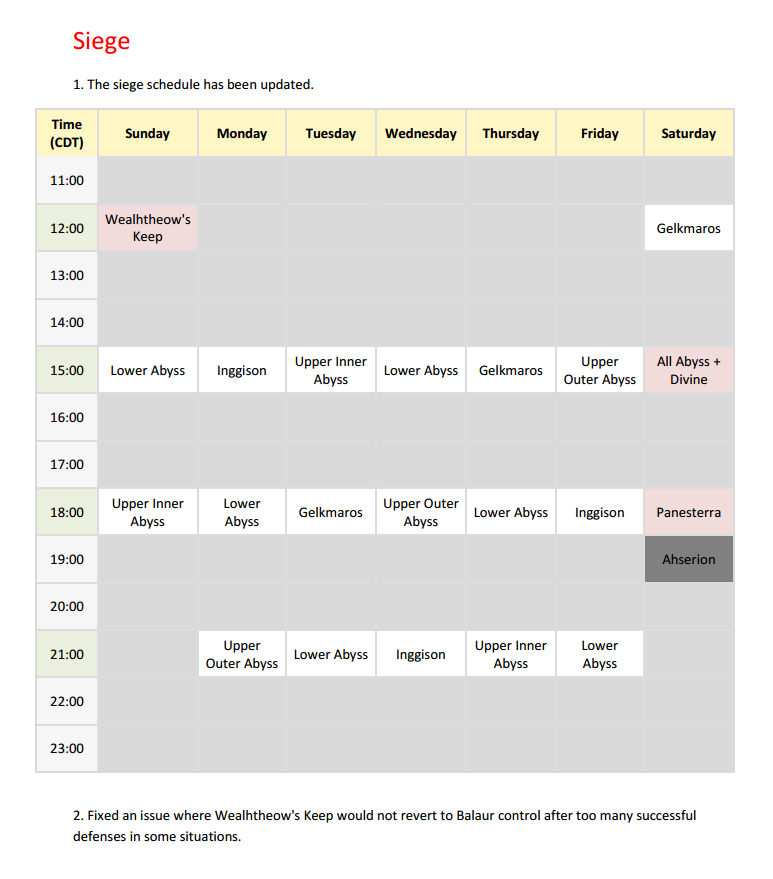 Siege
1. The siege schedule has been updated.
Time (CDT) Sunday Monday Tuesday Wednesday Thursday Friday Saturday
11:00
12:00 Wealhtheow's Keep Gelkmaros
13:00
14:00
15:00 Lower Abyss Inggison Upper Inner Abyss Lower Abyss Gelkmaros Upper Outer Abyss All Abyss + Divine
16:00
17:00
18:00 Upper Inner Abyss Lower Abyss Gelkmaros Upper Outer Abyss Lower Abyss Inggison Panesterra
19:00 Ahserion
20:00
21:00 Upper Outer Abyss Lower Abyss Inggison Upper Inner Abyss Lower Abyss
22:00
23:00
2. Fixed an issue where Wealhtheow's Keep would not revert to Balaur control after too many successful
defenses in some situations.